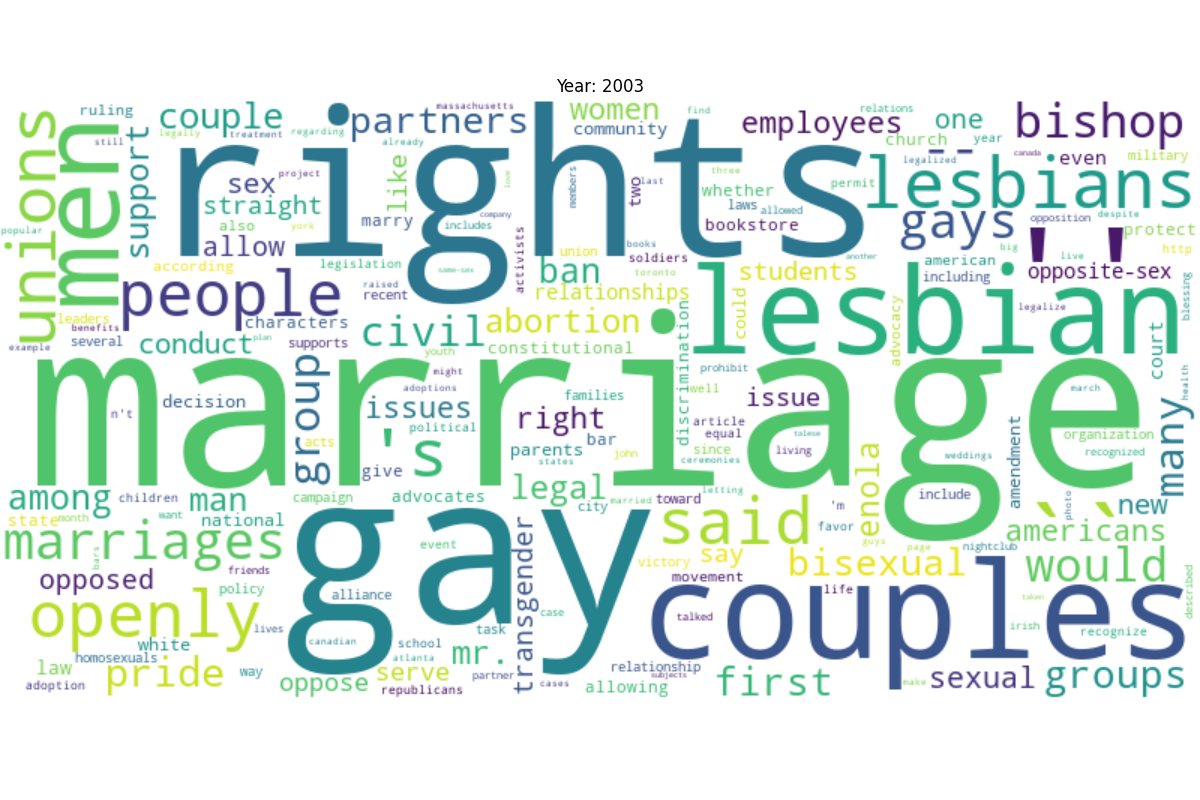 Year: 2003
ruling
couple
massachusetts
women
find
relations
unions
men
still
legally
treatment
regarding
partners
already
community
employees
one
church
year
bishop
support
rights
sex
project
like
love
members
two
last
three
whether
permit
legalized
canada
even
military
lesbians
straight
also
york
marry
company
includes
laws
allowed
bookstore
gays
opposition
despite
protect
popular
allow
activists
union
books
soldiers
another
big
live
http
' '
--
according
legislation
same-sex
ban
toronto
students
american
including
opposite-sex
people
raised
recent
relationships
could
lesbian
legalize
blessing
leaders
benefits
characters
civil
abortion
discrimination
advocacy
example
several
conduct
plan
supports
youth
constitutional
court
marriage
might
prohibit
health
group
adoptions
families
well
issue
march
n't
decision
issues
right
article
many
acts
political
equal
talese
amendment
organization
's
parents
bar
since
living
weddings
recognized
states
john
ceremonies
give
enola
among
children
man
campaign
advocates
legal
letting
include
``
photo
new
state
month
want
national
city
married
toward
'm
favor
americans
marriages
gay
said
guys
page
nightclub
bars
event
transgender
victory
say
bisexual
would
opposed
friends
movement
life
policy
alliance
described
openly
case
couples
taken
lives
talked
irish
recognize
white
canadian
school
task
homosexuals
atlanta
mr.
law
way
relationship
adoption
pride
oppose
serve
partner
subjects
republicans
cases
allowing
first
make
sexual
groups